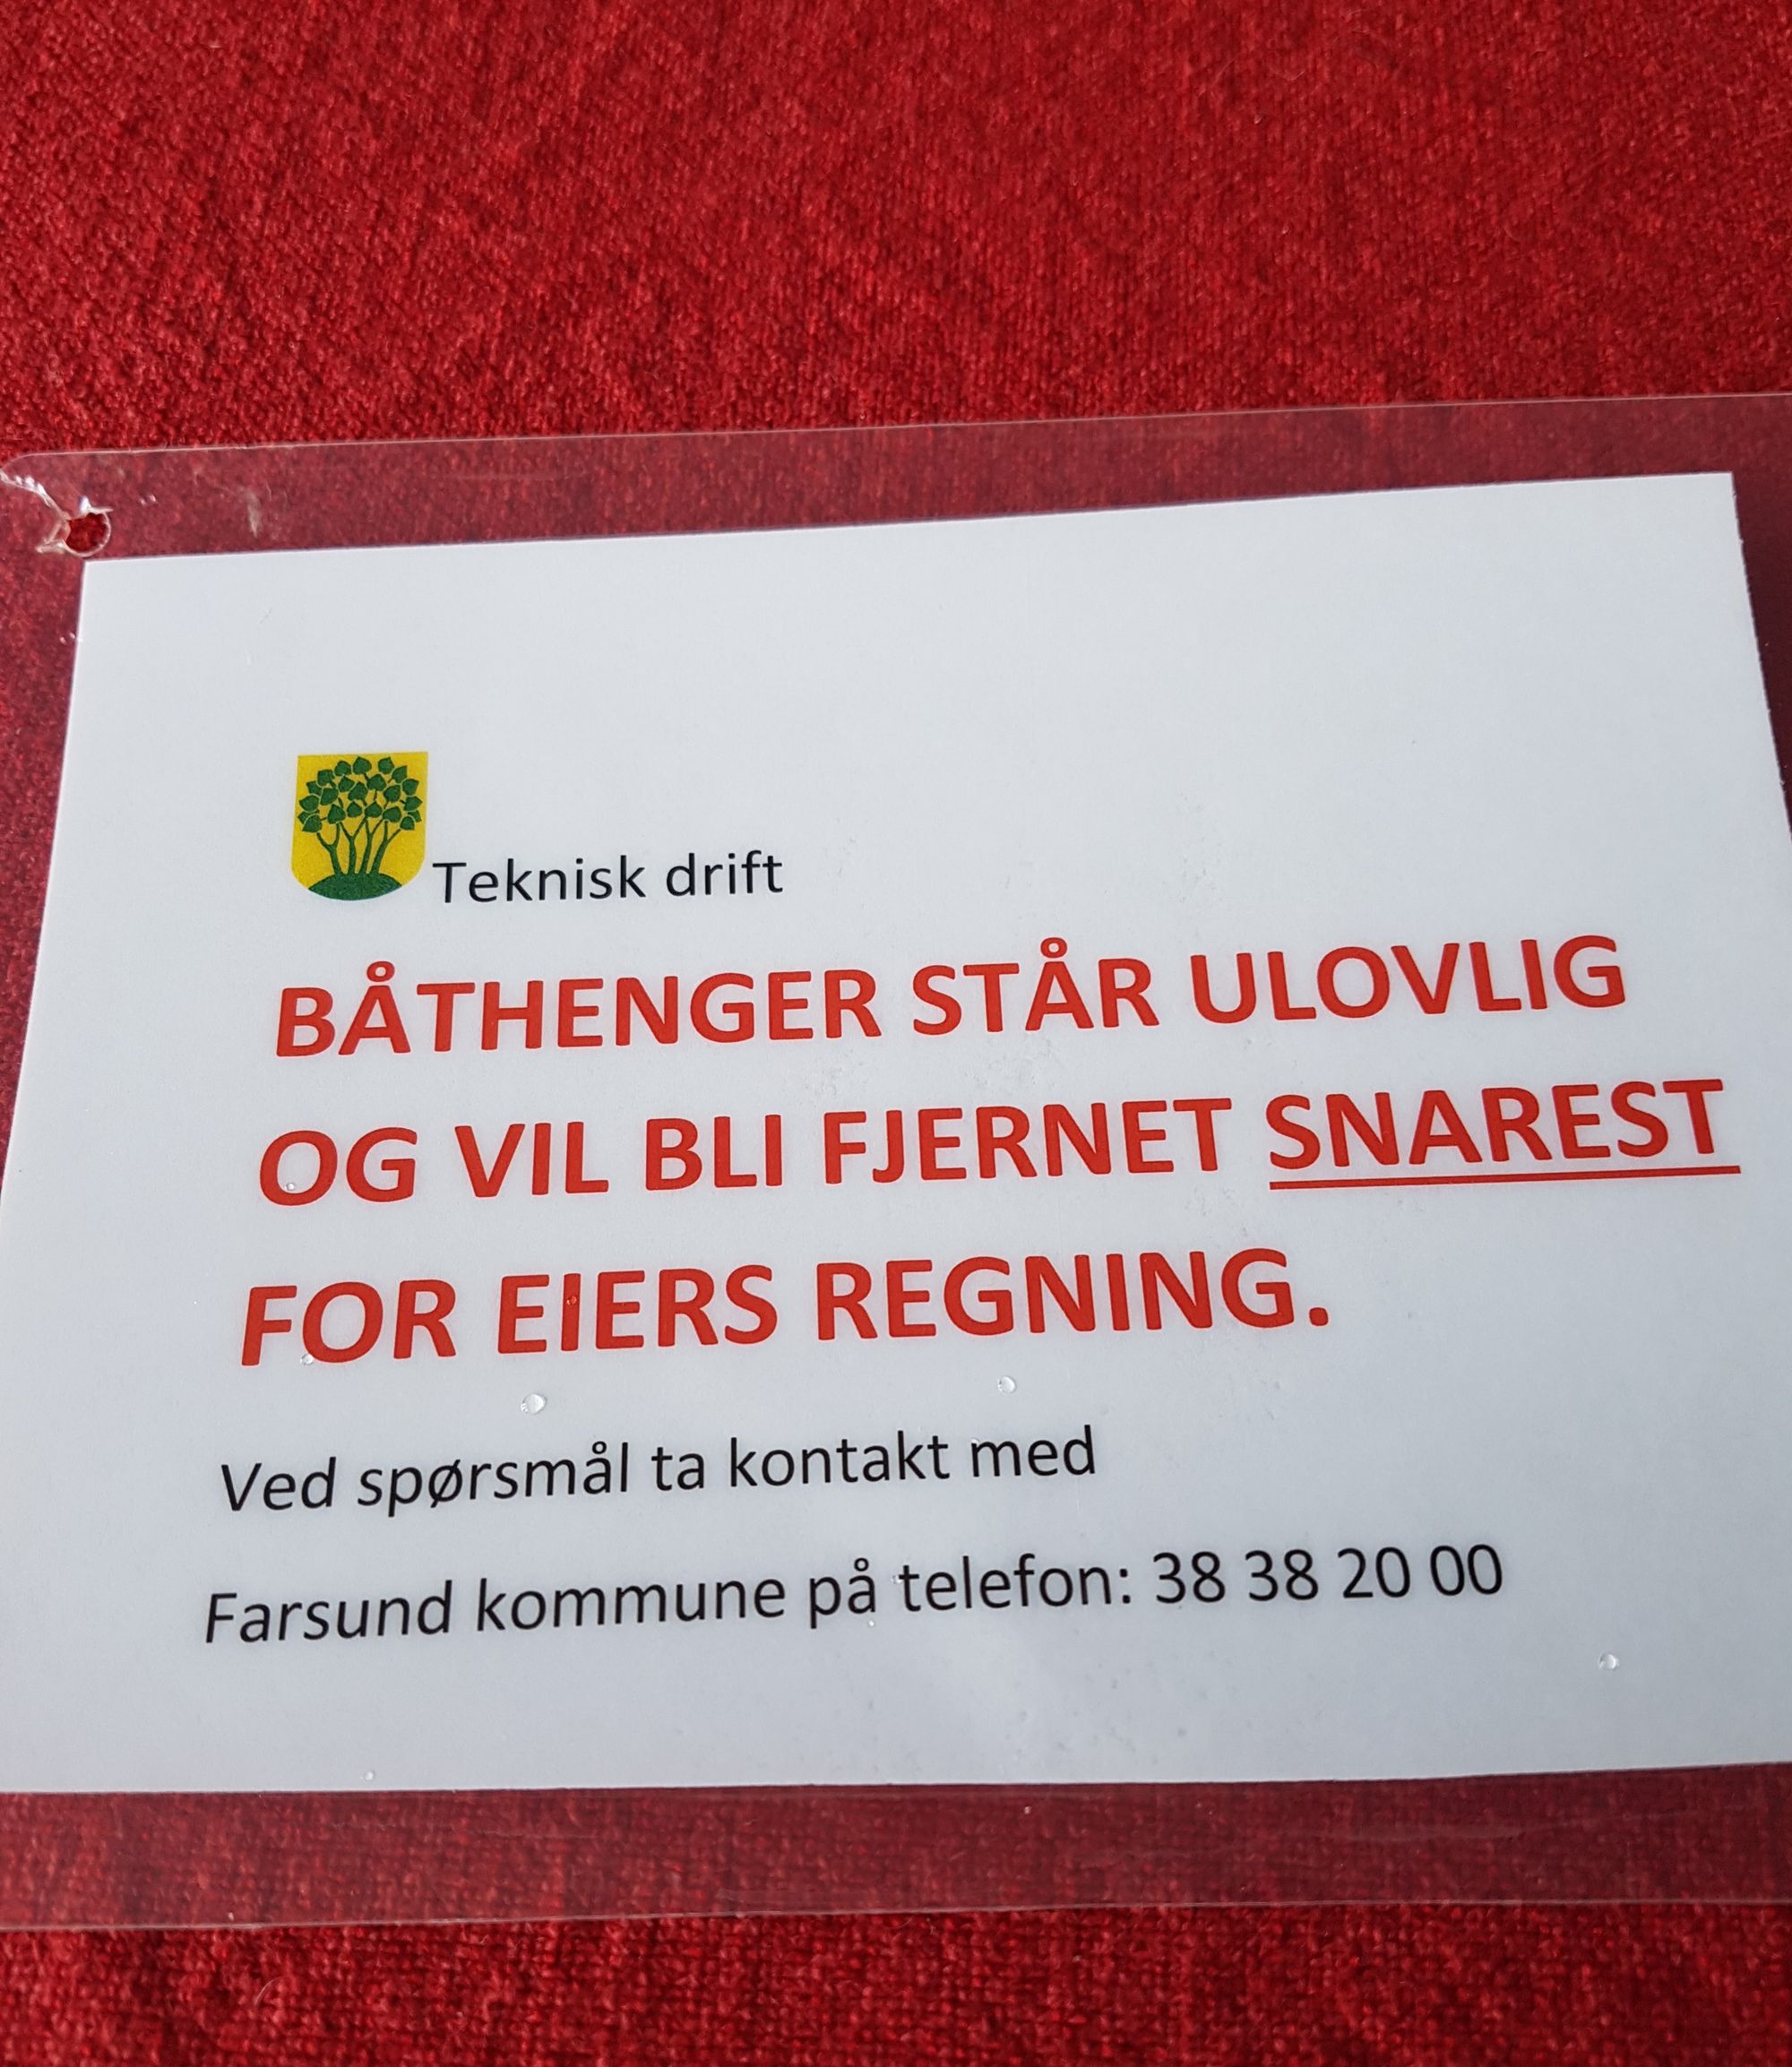 Teknisk drift
BÅTHENGER STÅR ULOVLIG
OG VIL BLI FJERNET SNAREST
FOR EIERS REGNING.
Ved spørsmål ta kontakt med
Farsund kommune på telefon: 38 38 20 00